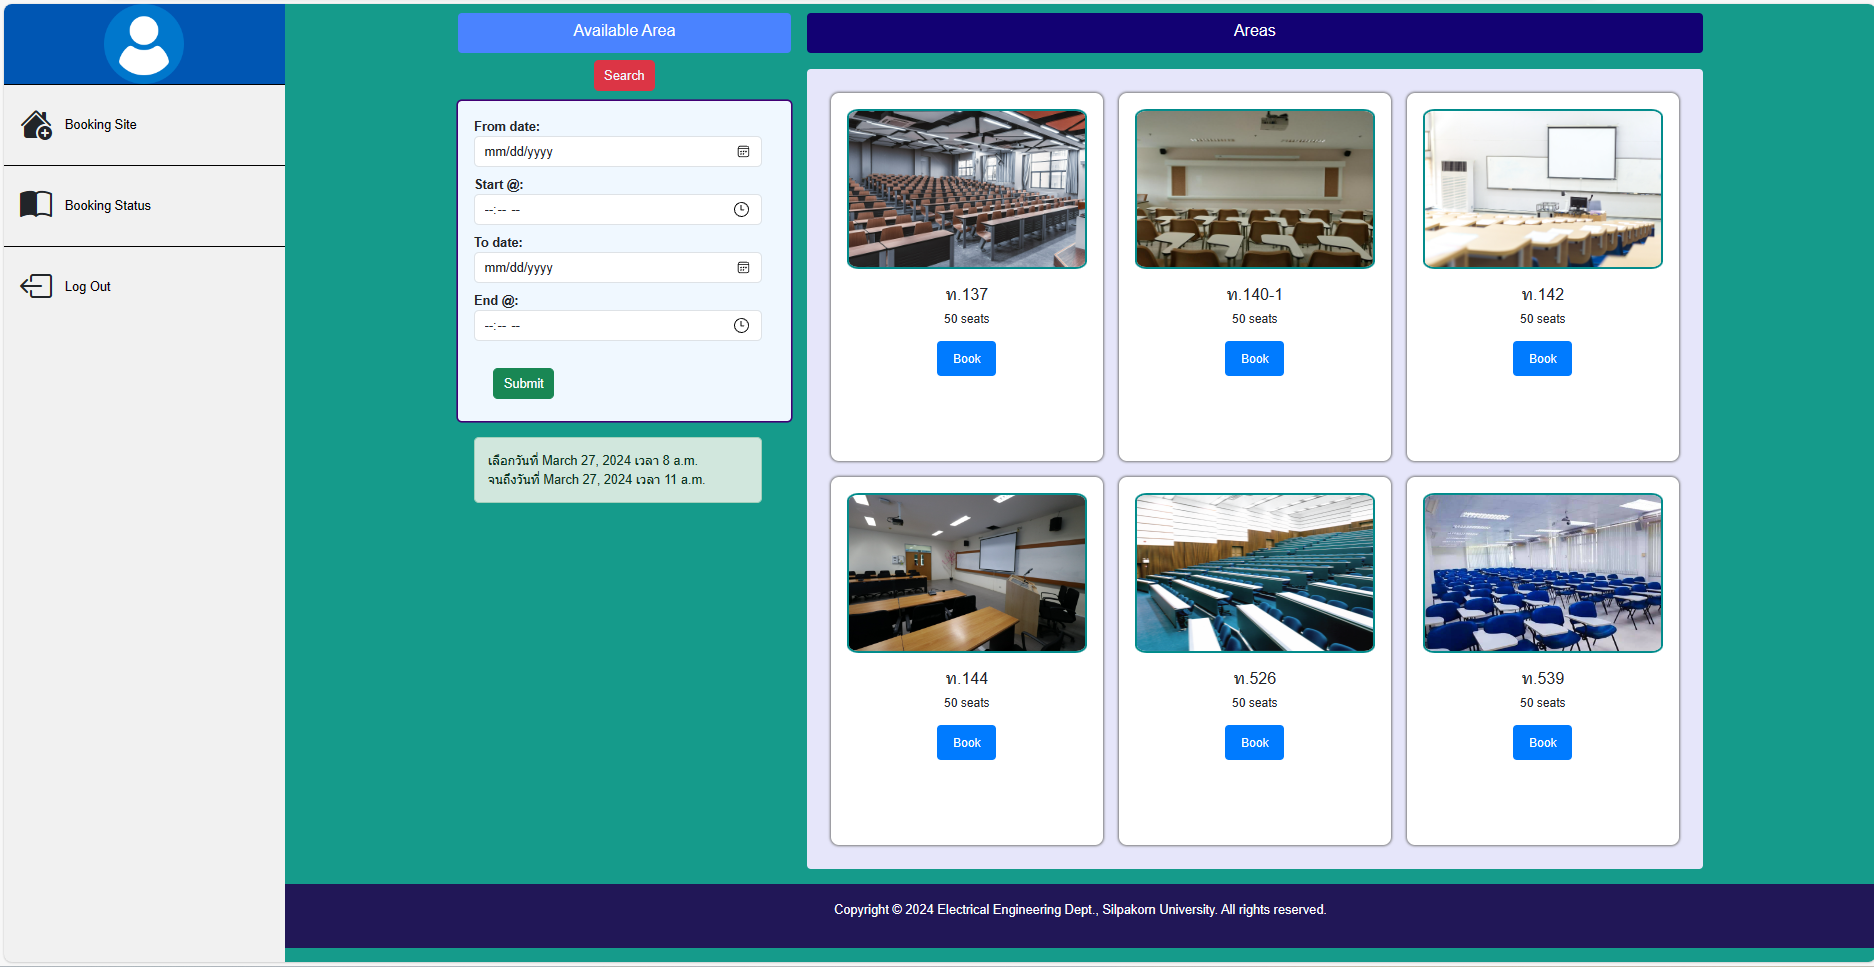 Booking Site
Booking Status
Log Out
Available Area
Search
From date:
mm/dd/yyyy
Start @:
--:-- --
To date:
mm/dd/yyyy
End @:
--:-- --
Submit
เลือกวันที่ March 27, 2024 เวลา 8 a.m.
จนถึงวันที่ March 27, 2024 เวลา 11 a.m.
Areas
ท.137
50 seats
Book
ท.140-1
50 seats
Book
ท.142
50 seats
Book
ท.144
50 seats
Book
ท.526
50 seats
Book
ท.539
50 seats
Book
Copyright © 2024 Electrical Engineering Dept., Silpakorn University. All rights reserved.